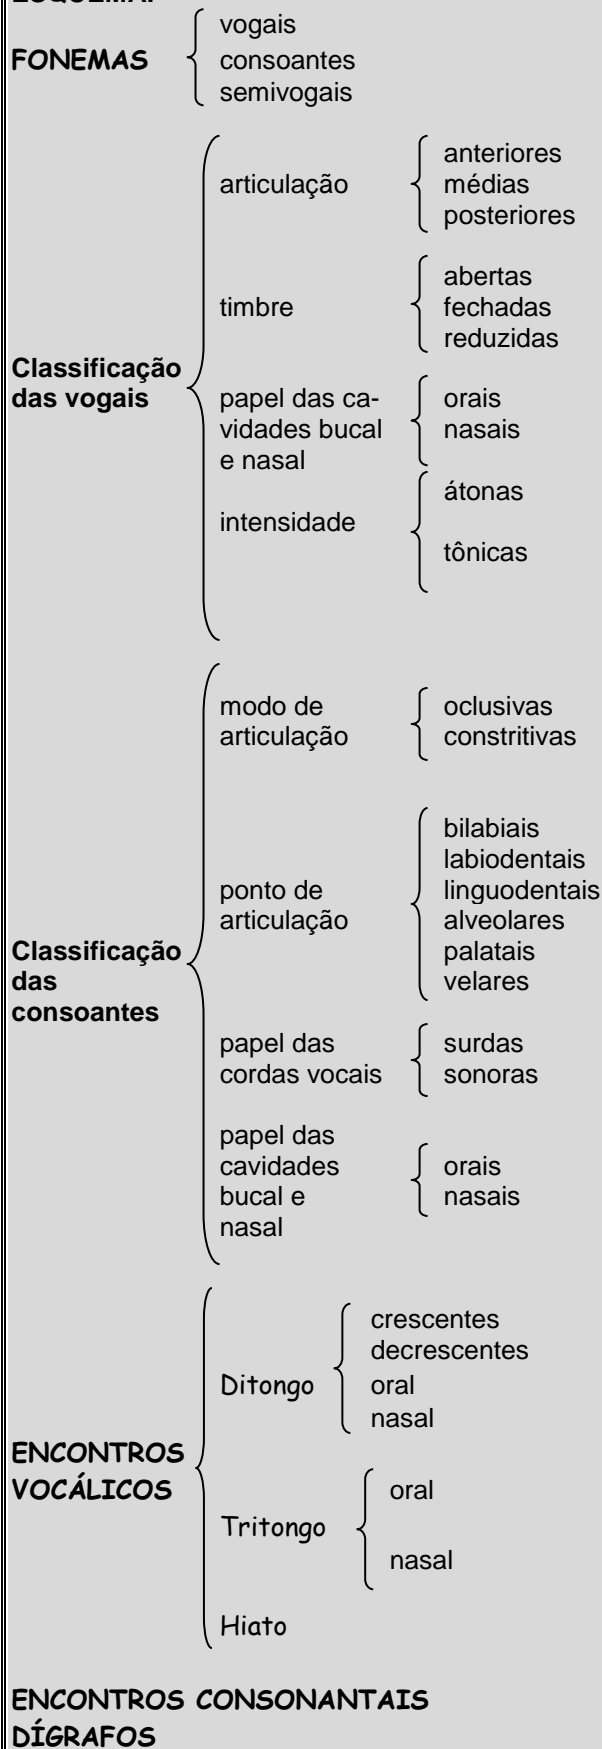 ESQUEMA:
FONEMAS
vogais
consoantes
semivogais
Classificação
das vogais
articulação
anteriores
médias
posteriores
timbre
abertas
fechadas
reduzidas
papel das ca-
vidades bucal
e nasal
orais
nasais
intensidade
átonas
tônicas
Classificação
das
consoantes
modo de
articulação
oclusivas
constritivas
ponto de
articulação
bilabiais
labiodentais
linguodentais
alveolares
palatais
velares
papel das
cordas vocais
surdas
sonoras
papel das
cavidades
bucal e
nasal
orais
nasais
ENCONTROS
VOCÁLICOS
Ditongo
crescentes
decrescentes
oral
nasal
Tritongo
oral
nasal
Hiato
ENCONTROS CONSONANTAIS
DÍGRAFOS